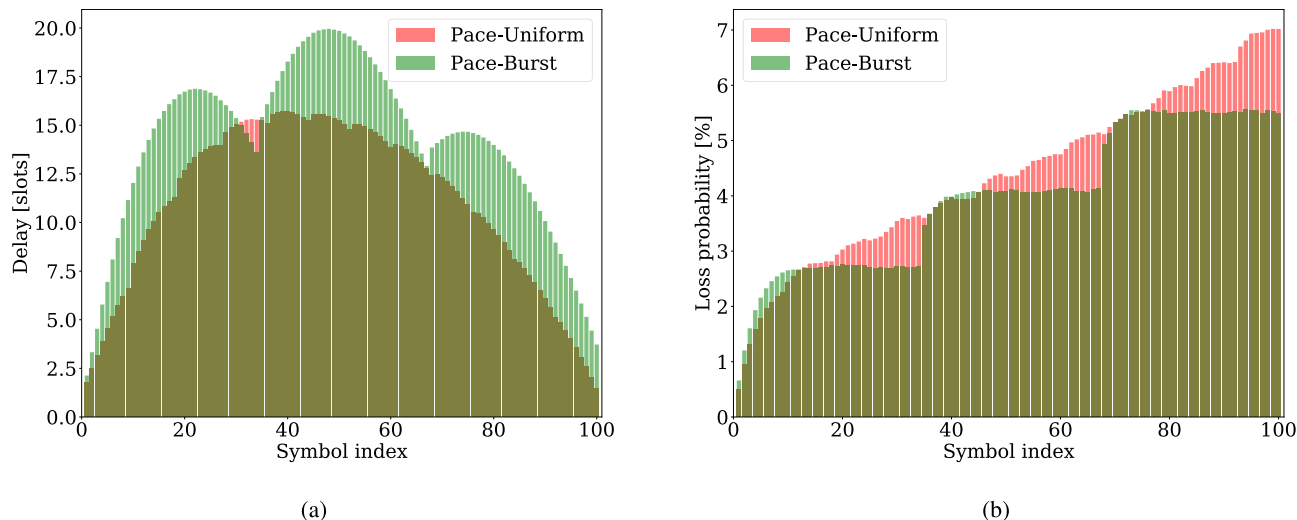 20.0
17.5
15.0
12.5
10.0
7.5
5.0
2.5
0.0
Delay [slots]
0
20
40
60
80
100
Symbol index
Pace-Uniform
Pace-Burst
(a)
7
6
5
4
3
2
1
0
Loss probability [%]
0
20
40
60
80
100
Symbol index
Pace-Uniform
Pace-Burst
(b)